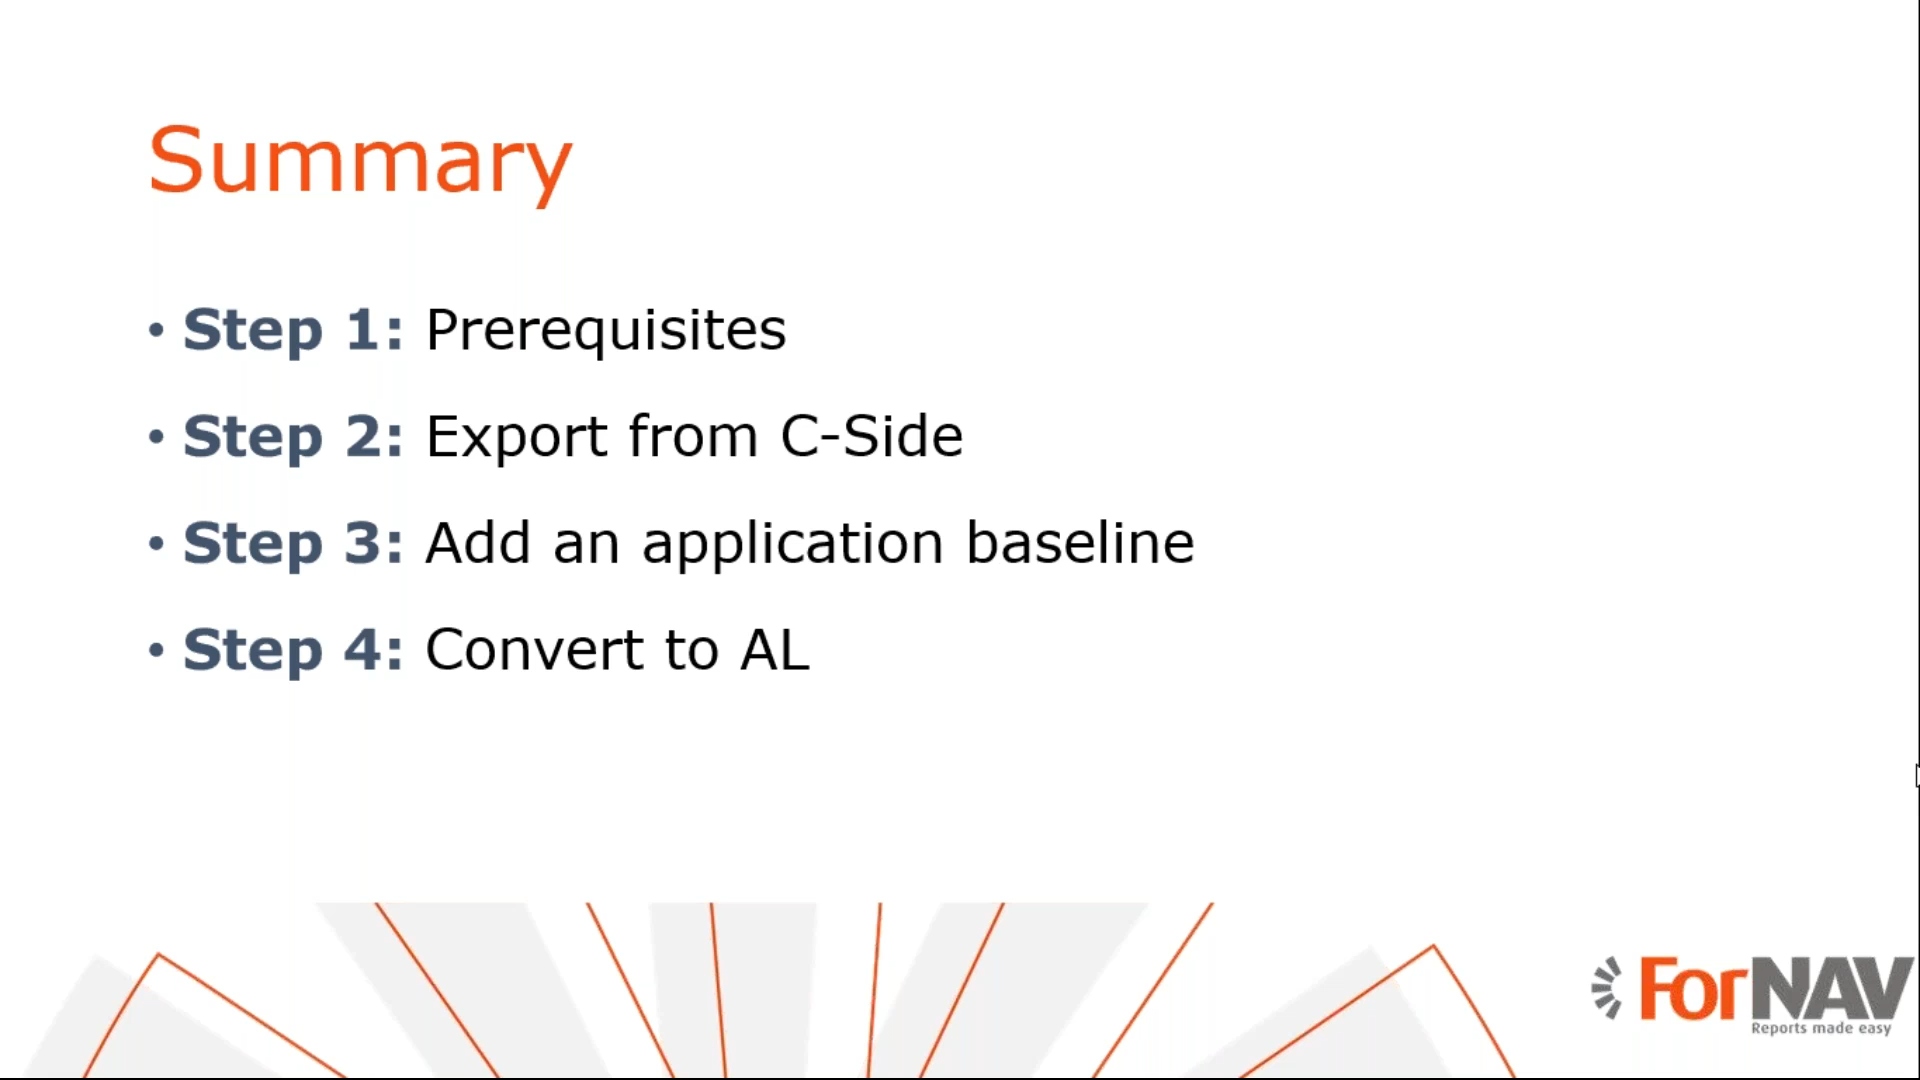 Summary
• Step 1: Prerequisites
• Step 2: Export from C-Side
• Step 3: Add an application baseline
• Step 4: Convert to AL
ForNAV
Reports made easy